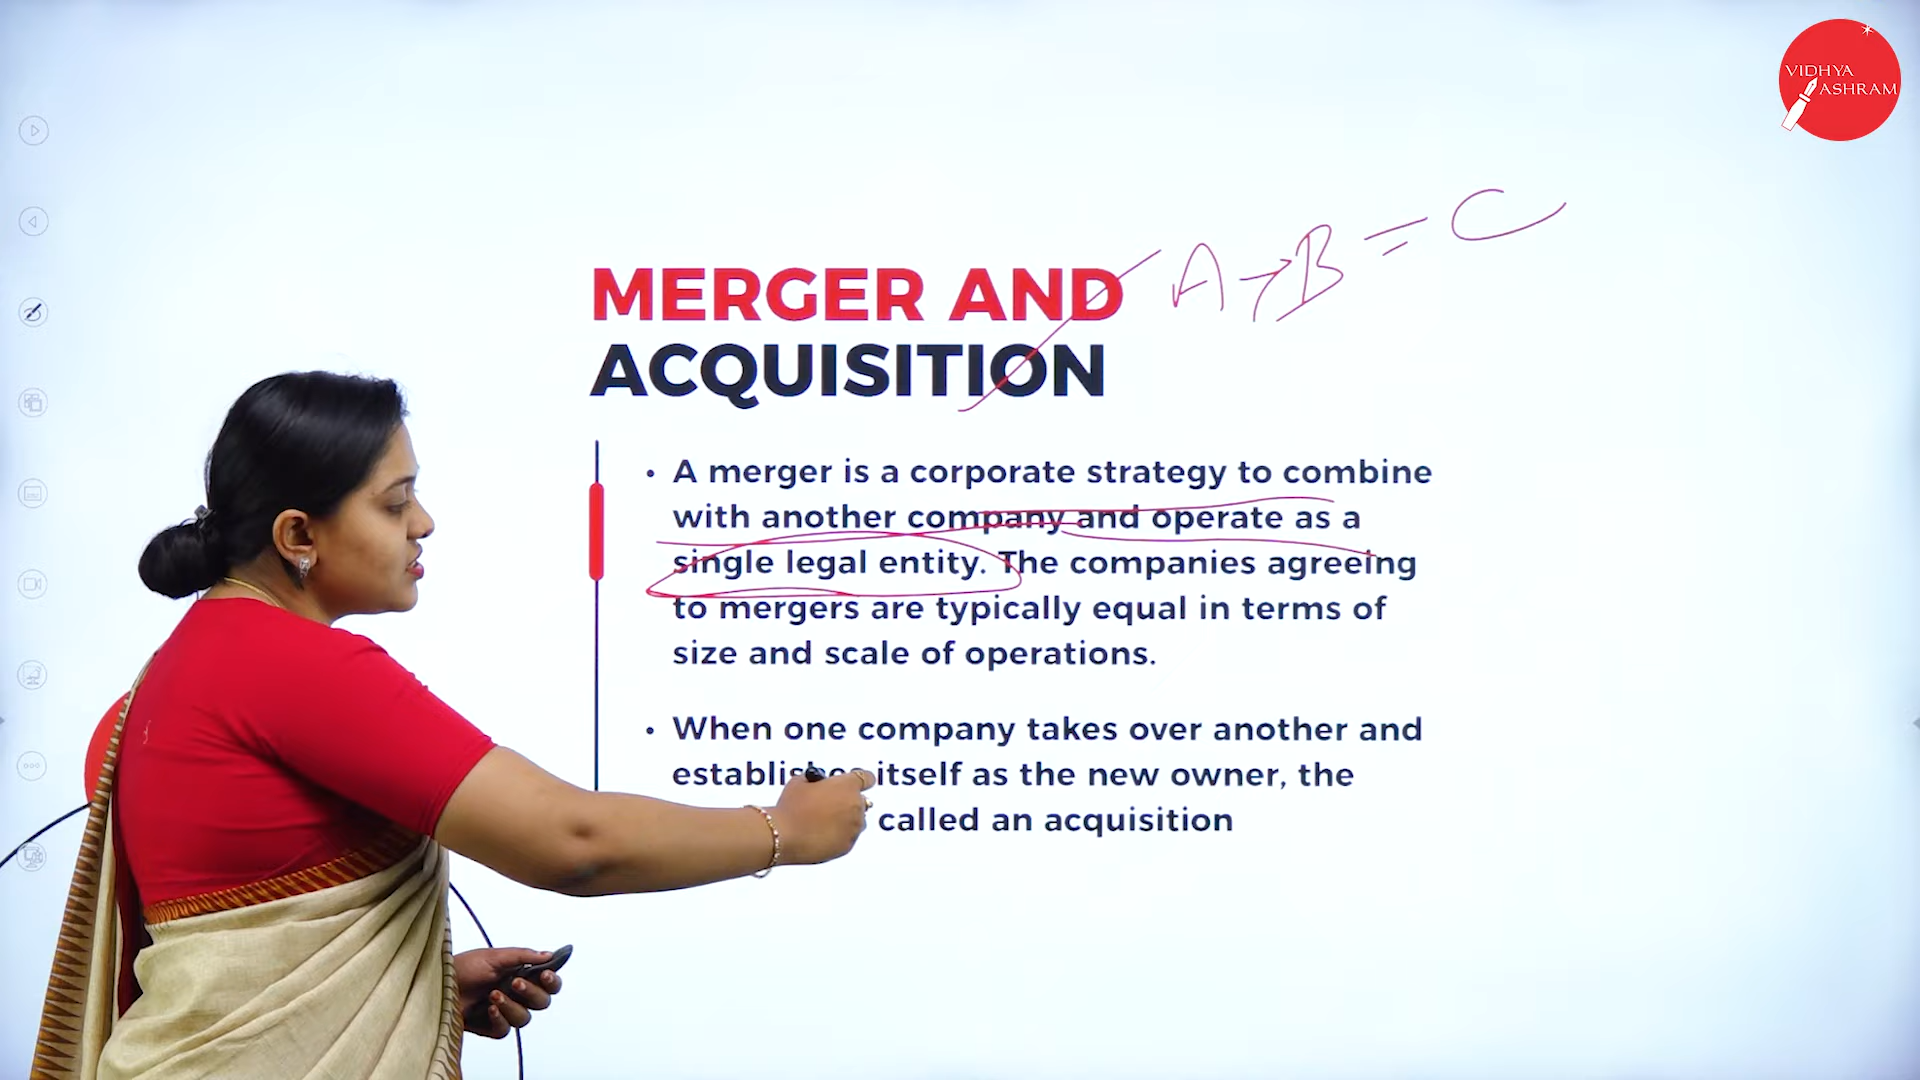 VIDHYA
ASHRAM
A+B = C
MERGER AND
ACQUISITION
• A merger is a corporate strategy to combine
with another company and operate as a
single legal entity. The companies agreeing
to mergers are typically equal in terms of
size and scale of operations.
• When one company takes over another and
establishes itself as the new owner, the
called an acquisition